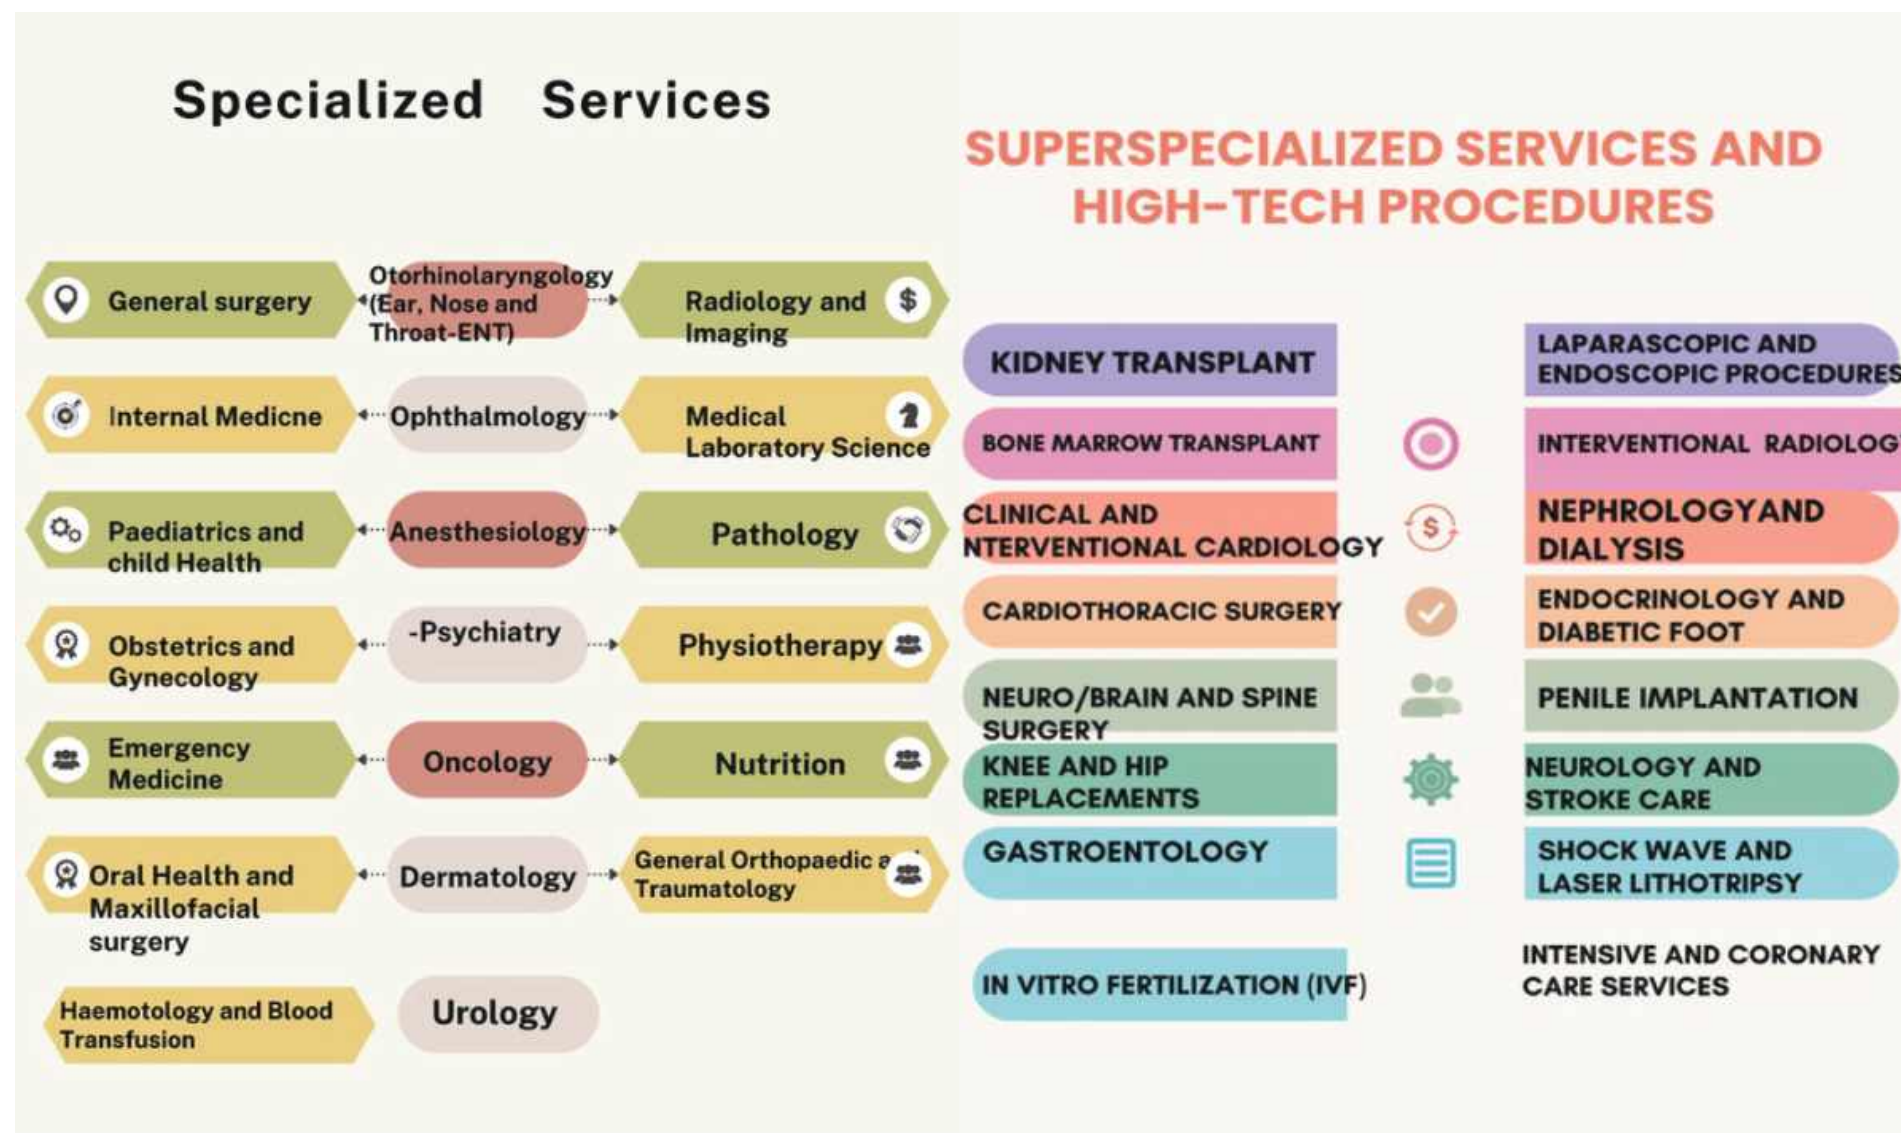 Specialized Services
General surgery
Otorhinolaryngology
(Ear, Nose and
Throat-ENT)
Radiology and
Imaging
Internal Medicne
Ophthalmology
Medical
Laboratory Science
Paediatrics and
child Health
Anesthesiology
Pathology
Obstetrics and
Gynecology
-Psychiatry
Physiotherapy
Emergency
Medicine
Oncology
Nutrition
Oral Health and
Maxillofacial
surgery
Dermatology
General Orthopaedic
Traumatology
Haemotology and Blood
Transfusion
Urology
SUPERSPECIALIZED SERVICES AND
HIGH-TECH PROCEDURES
KIDNEY TRANSPLANT
LAPARASCOPIC AND
ENDOSCOPIC PROCEDURES
BONE MARROW TRANSPLANT
INTERVENTIONAL RADIOLOG
CLINICAL AND
NTERVENTIONAL CARDIOLOGY
NEPHROLOGYAND
DIALYSIS
CARDIOTHORACIC SURGERY
ENDOCRINOLOGY AND
DIABETIC FOOT
NEURO/BRAIN AND SPINE
SURGERY
PENILE IMPLANTATION
KNEE AND HIP
REPLACEMENTS
NEUROLOGY AND
STROKE CARE
GASTROENTOLOGY
SHOCK WAVE AND
LASER LITHOTRIPSY
IN VITRO FERTILIZATION (IVF)
INTENSIVE AND CORONARY
CARE SERVICES